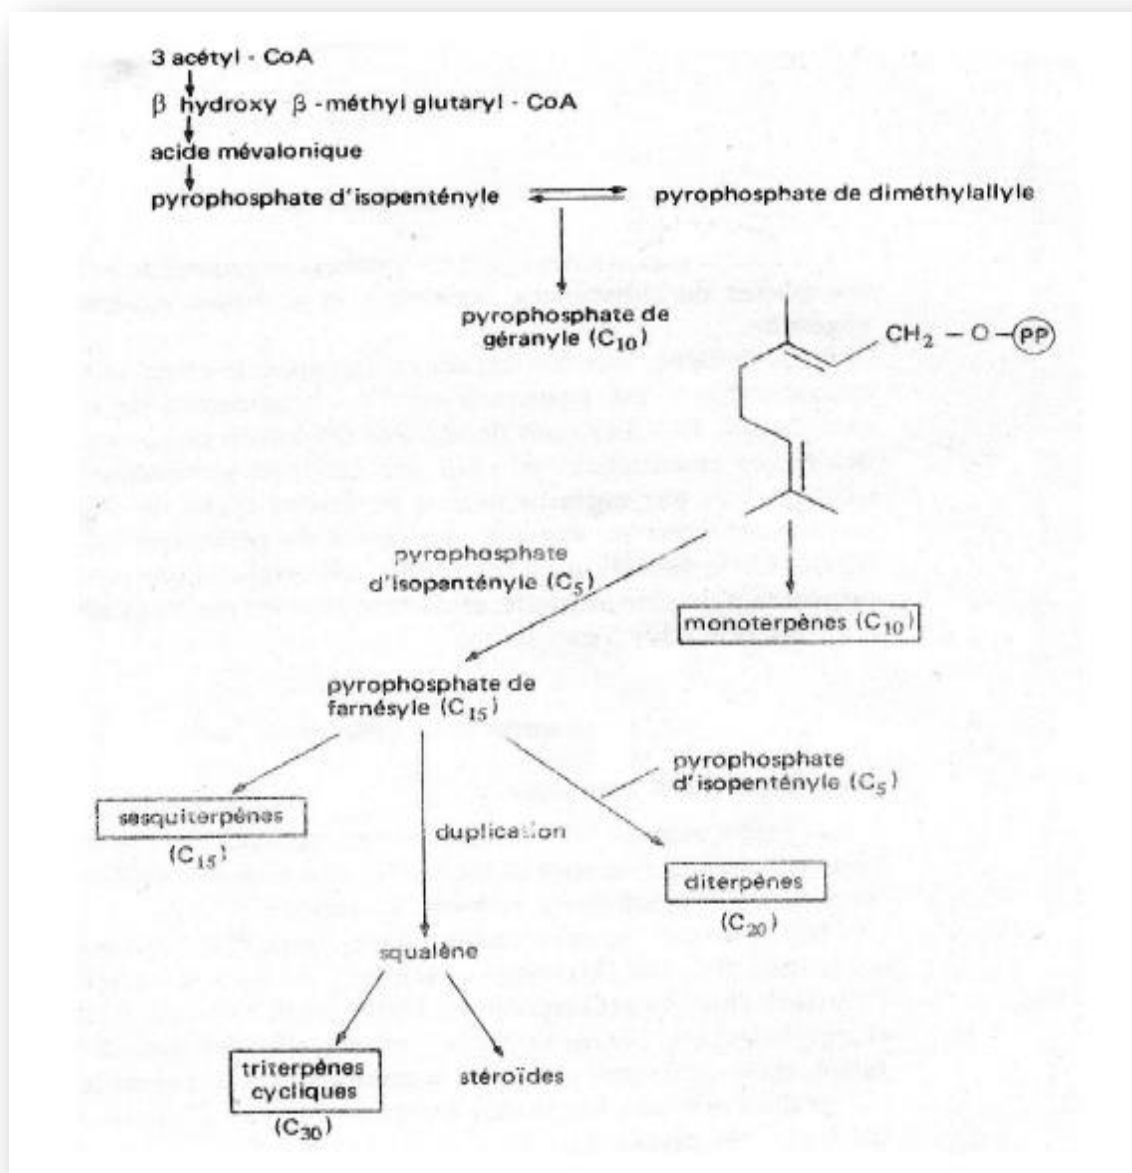 3 acétyl - CoA
β hydroxy β -méthyl glutaryl - CoA
acide mévalonique
pyrophosphate d'isopentényle
pyrophosphate de diméthylallyle
pyrophosphate de
géranyle (C10)
CH2 – O – PP
pyrophosphate
d'Isopantényle (C5)
monoterpènes (C10)
pyrophosphate de
farnésyle (C15)
pyrophosphate
d'isopentényle (C5)
sesquiterpènes
(C15)
duplication
diterpènes
(C20)
squalène
triterpènes
cycliques
(C30)
stéroïdes